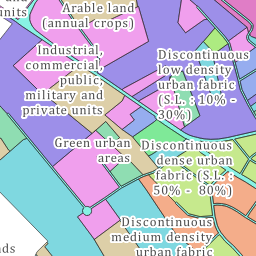 units
Arable land
(annual crops)
Industrial,
commercial,
public,
military and
private units
Discontinuous
low density
urban fabric
(S.L. : 10% -
30%)
Green urban
areas
Discontinuous
dense urban
fabric (S.L. :
50% - 80%)
Discontinuous
medium density
urban fabric